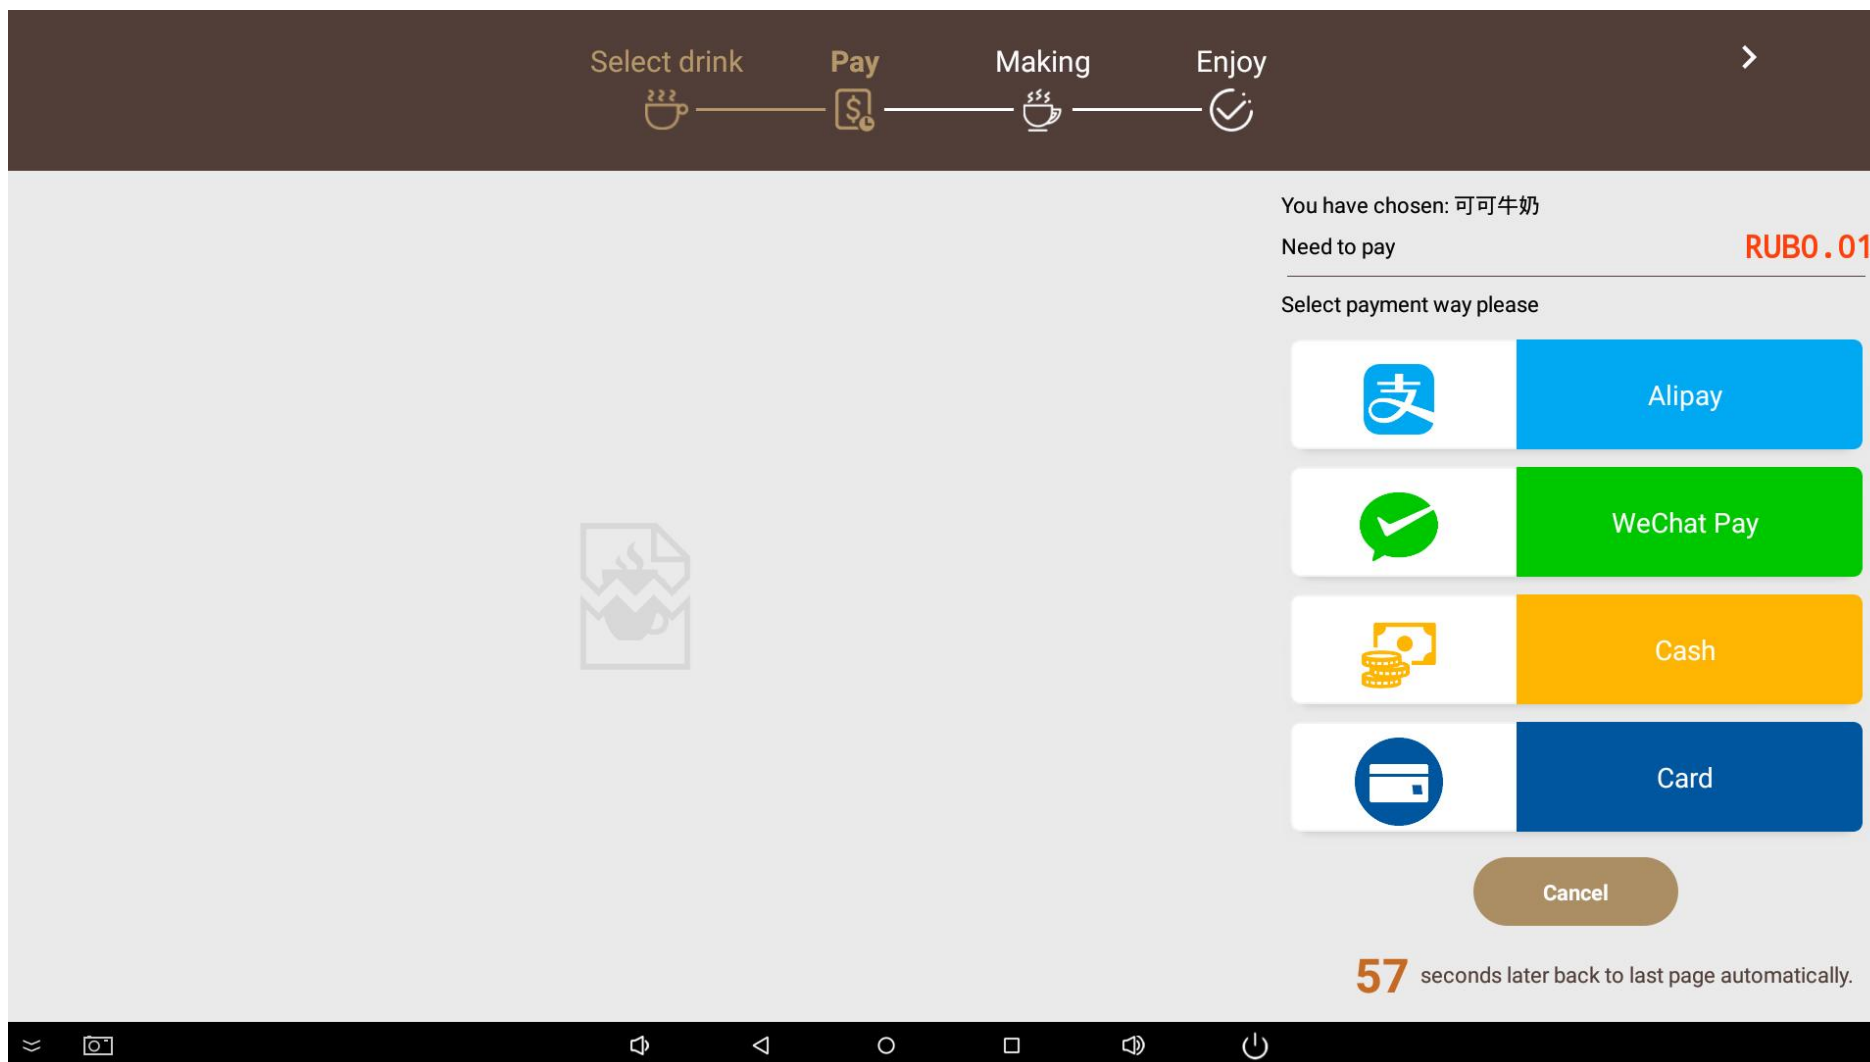 Select drink Pay Making Enjoy
You have chosen: 可可牛奶
Need to pay RUB0.01
Select payment way please
支 Alipay
WeChat Pay
Cash
Card
Cancel
57 seconds later back to last page automatically.